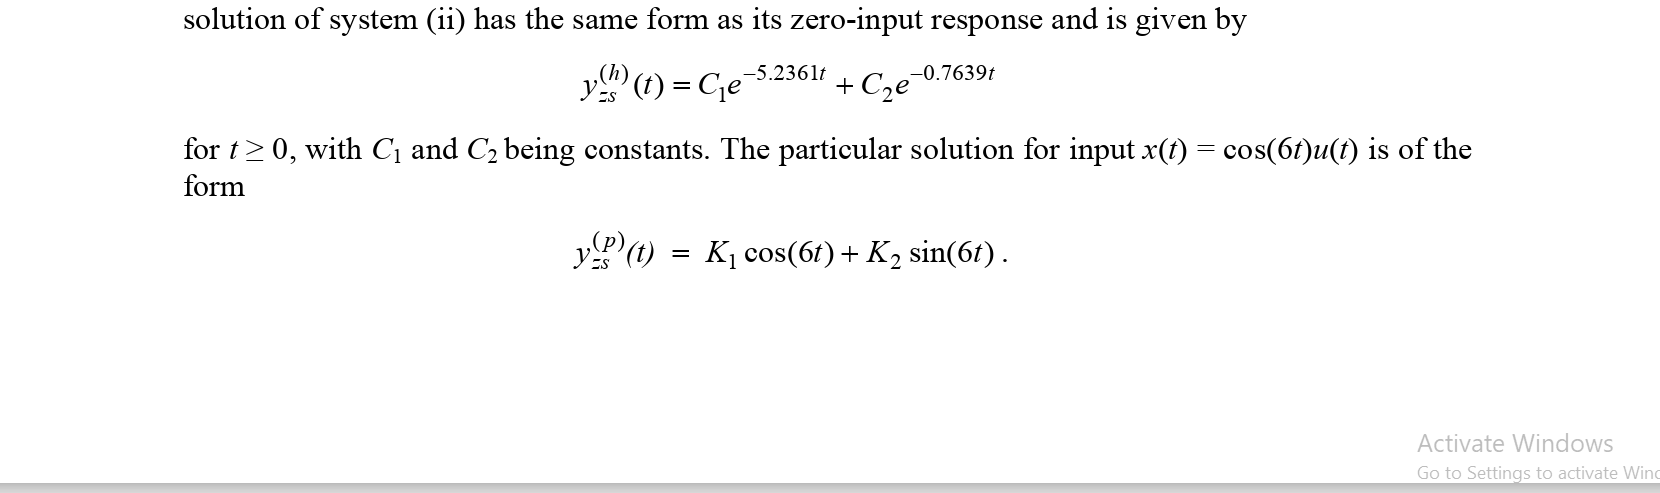 solution of system (ii) has the same form as its zero-input response and is given by
y_{zs}^{(h)}(t) = C_1e^{-5.2361t} + C_2e^{-0.7639t}
for t ≥ 0, with C_1 and C_2 being constants. The particular solution for input x(t) = cos(6t)u(t) is of the
form
y_{zs}^{(p)}(t) = K_1 cos(6t) + K_2 sin(6t) .
Activate Windows
Go to Settings to activate Winc